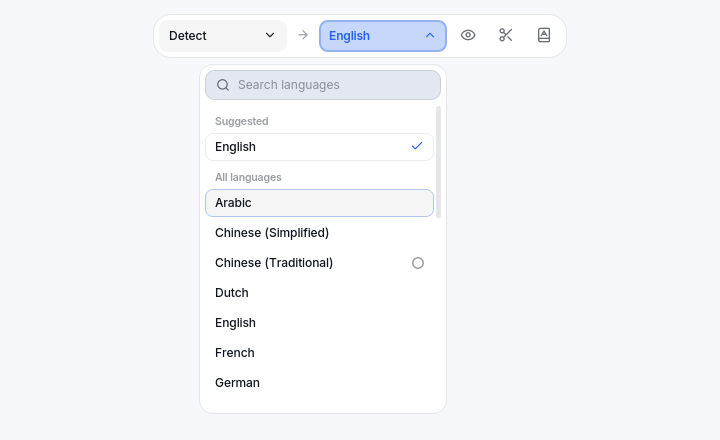 Detect
English
Search languages
Suggested
English
All languages
Arabic
Chinese (Simplified)
Chinese (Traditional)
Dutch
English
French
German